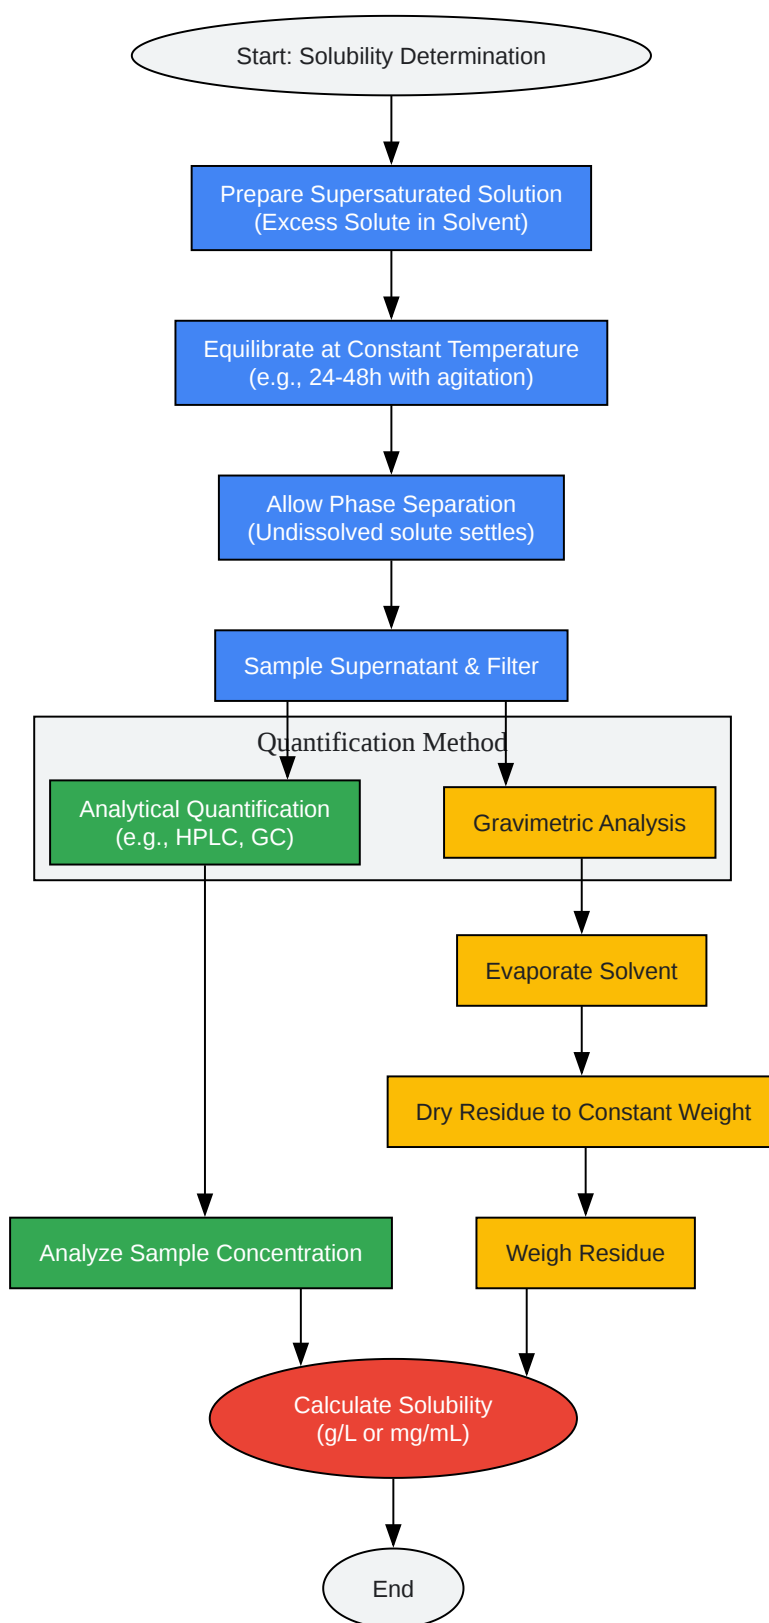 Start: Solubility Determination
Prepare Supersaturated Solution
(Excess Solute in Solvent)
Equilibrate at Constant Temperature
(e.g., 24-48h with agitation)
Allow Phase Separation
(Undissolved solute settles)
Sample Supernatant & Filter
Quantification Method
Analytical Quantification
(e.g., HPLC, GC)
Gravimetric Analysis
Evaporate Solvent
Dry Residue to Constant Weight
Analyze Sample Concentration
Weigh Residue
Calculate Solubility
(g/L or mg/mL)
End